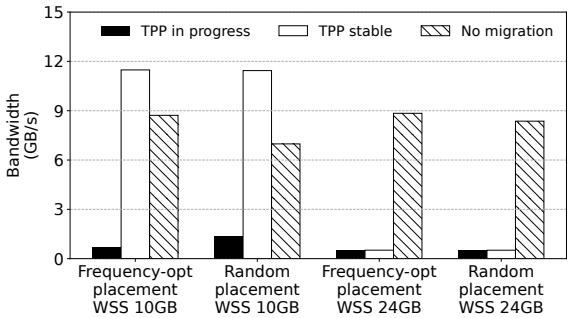 15
12
9
6
3
0
Bandwidth
(GB/s)
TPP in progress
TPP stable
No migration
Frequency-opt
placement
WSS 10GB
Random
placement
WSS 10GB
Frequency-opt
placement
WSS 24GB
Random
placement
WSS 24GB